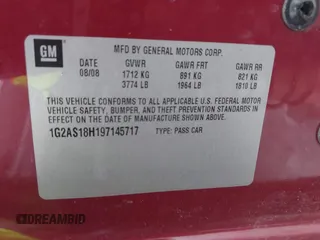 GM
MFD BY GENERAL MOTORS CORP.
DATE GVWR GAWR FRT GAWR RR
08/08 1712 KG 891 KG 821 KG
3774 LB 1964 LB 1810 LB
THIS VEHICLE CONFORMS TO ALL APPLICABLE U.S. FEDERAL MOTOR
VEHICLE SAFETY, BUMPER, AND THEFT PREVENTION STANDARDS IN
EFFECT ON THE DATE OF MANUFACTURE SHOWN ABOVE.
1G2AS18H197145717 TYPE: PASS CAR
DREAMBID